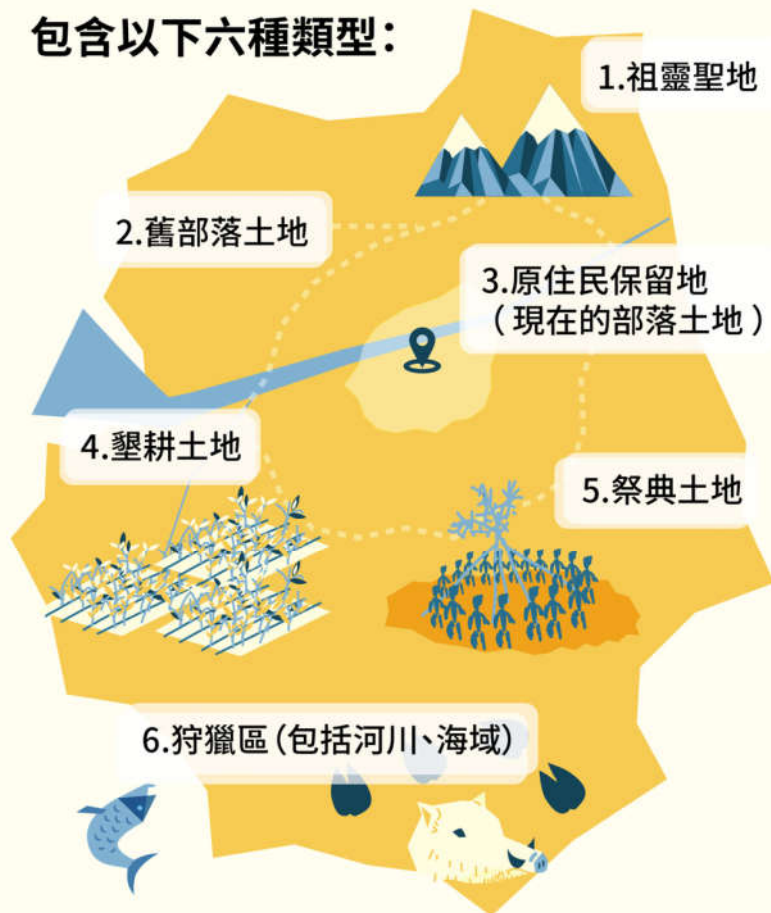 包含以下六種類型：
1.祖靈聖地
2.舊部落土地
3.原住民保留地
（現在的部落土地）
4.墾耕土地
5.祭典土地
6.狩獵區（包括河川、海域）